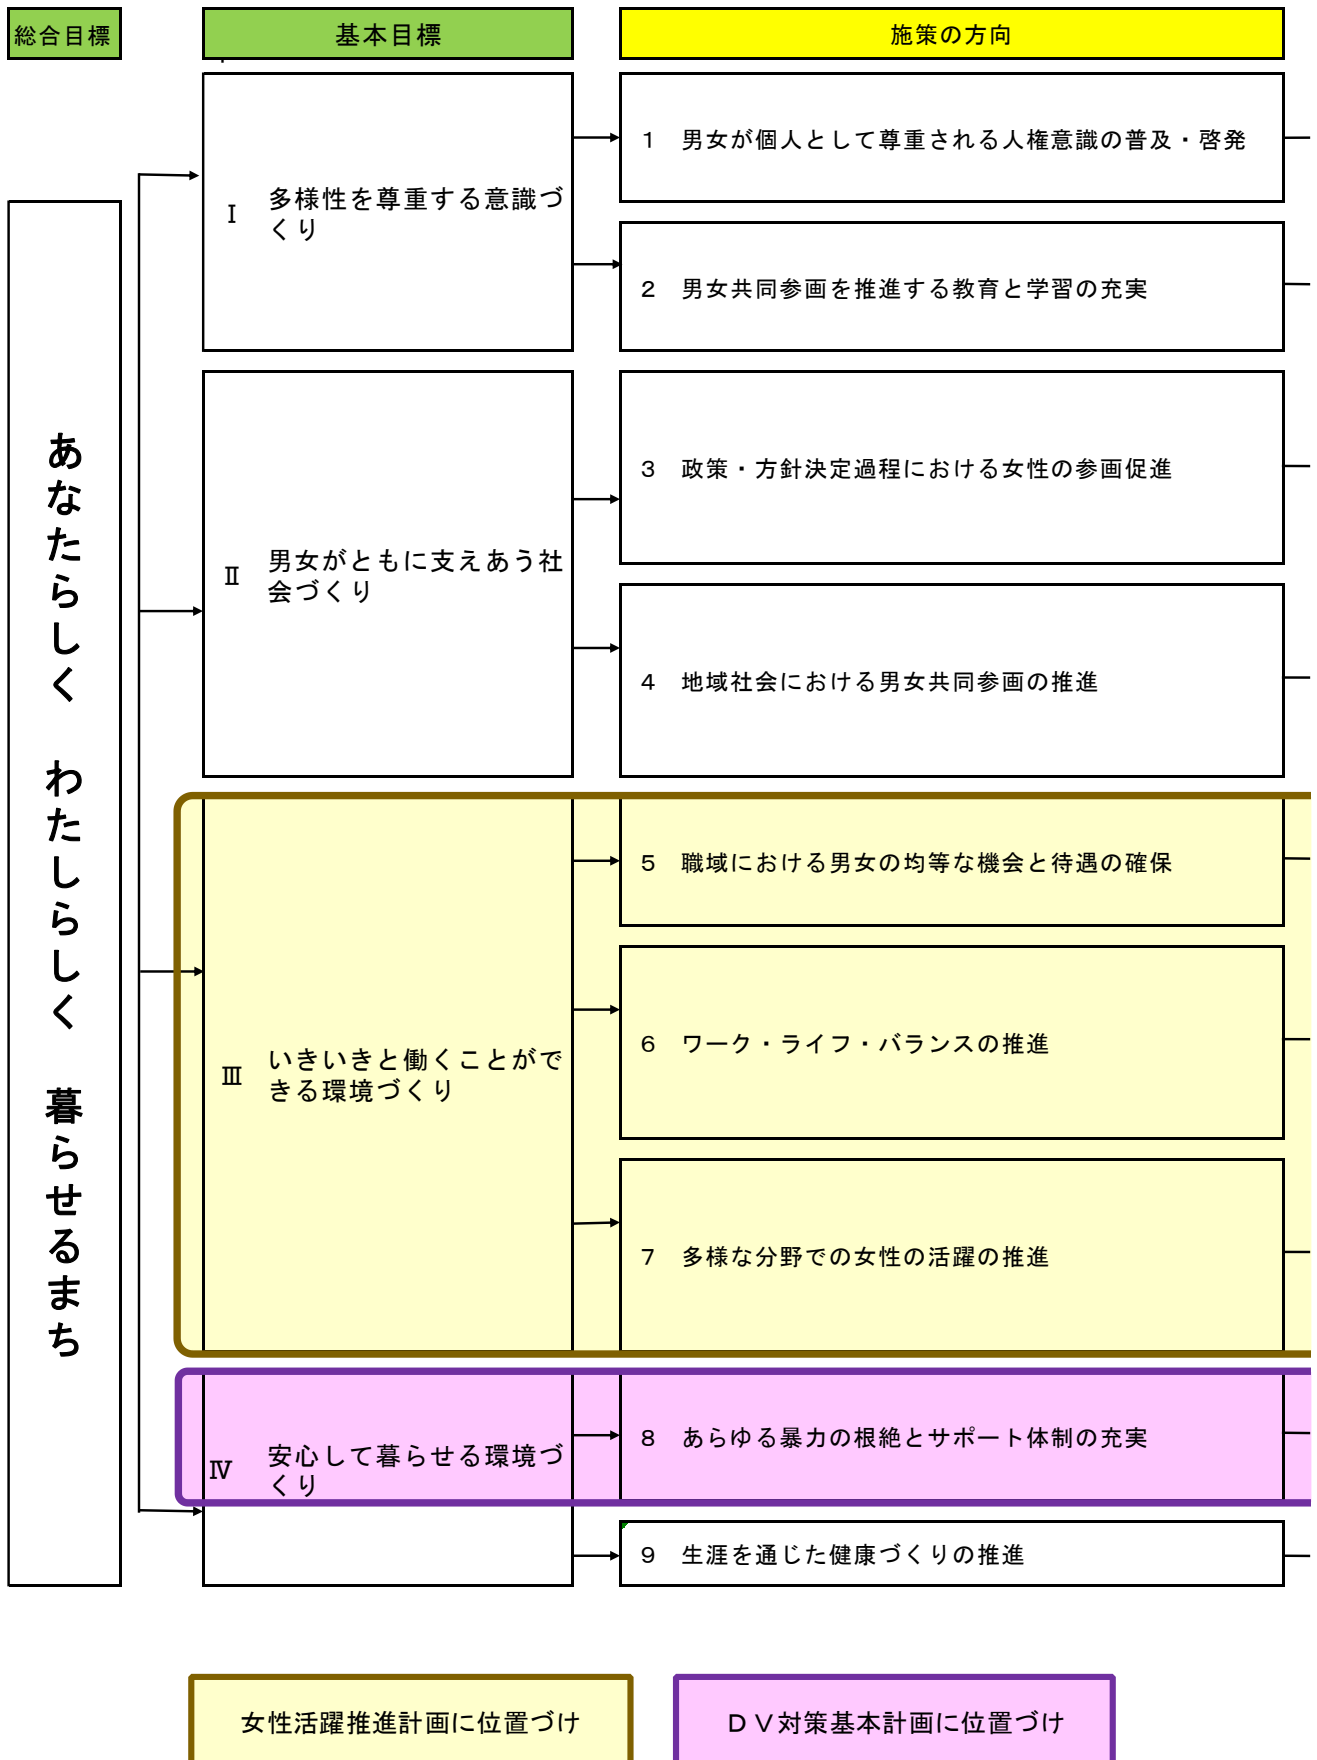 総合目標
基本目標
施策の方向
あなたらしく　わたしらしく　暮らせるまち
Ⅰ　多様性を尊重する意識づ
くり
1　男女が個人として尊重される人権意識の普及・啓発
2　男女共同参画を推進する教育と学習の充実
Ⅱ　男女がともに支えあう社
会づくり
3　政策・方針決定過程における女性の参画促進
4　地域社会における男女共同参画の推進
Ⅲ　いきいきと働くことがで
きる環境づくり
5　職域における男女の均等な機会と待遇の確保
6　ワーク・ライフ・バランスの推進
7　多様な分野での女性の活躍の推進
Ⅳ　安心して暮らせる環境づ
くり
8　あらゆる暴力の根絶とサポート体制の充実
9　生涯を通じた健康づくりの推進
女性活躍推進計画に位置づけ
ＤＶ対策基本計画に位置づけ